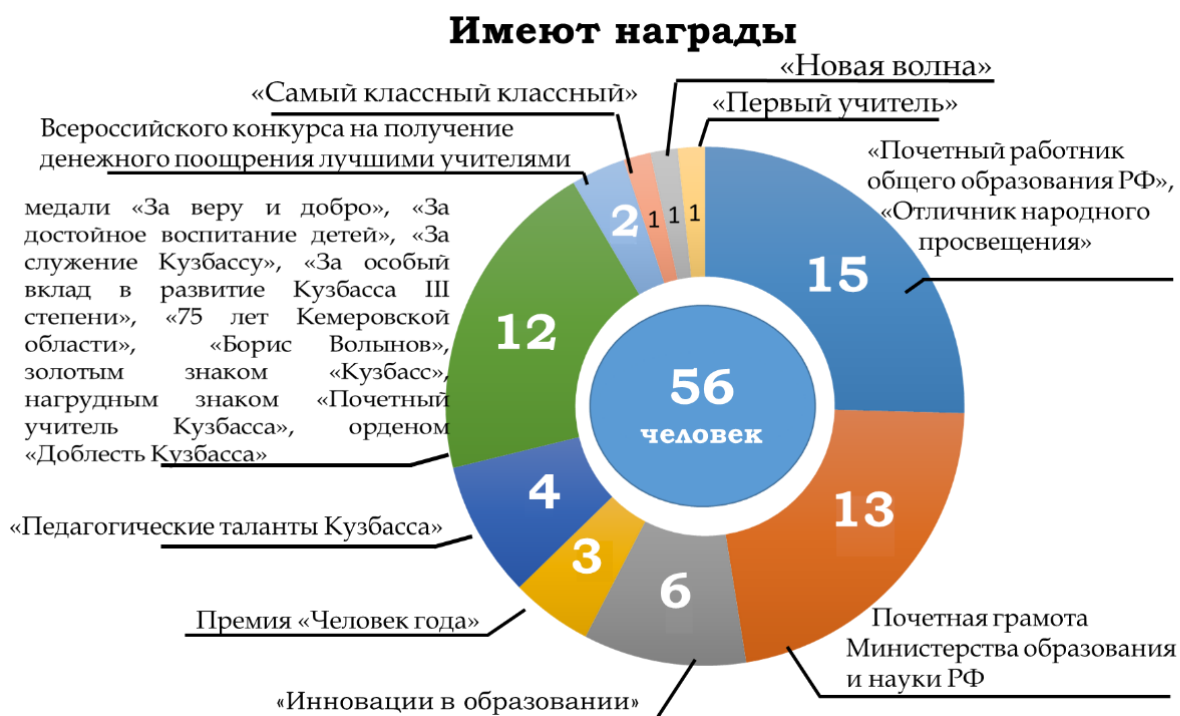 Имеют награды
«Новая волна»
«Самый классный классный»
«Первый учитель»
Всероссийского конкурса на получение
денежного поощрения лучшими учителями
«Почетный работник
общего образования РФ»,
«Отличник народного
просвещения»
медали «За веру и добро», «За
достойное воспитание детей», «За
служение Кузбассу», «За особый
вклад в развитие Кузбасса III
степени», «75 лет Кемеровской
области», «Борис Волынов»,
золотым знаком «Кузбасс»,
нагрудным знаком «Почетный
учитель Кузбасса», орденом
«Доблесть Кузбасса»
2
1
1
1
15
12
56
человек
4
13
«Педагогические таланты Кузбасса»
3
6
Премия «Человек года»
Почетная грамота
Министерства образования
и науки РФ
«Инновации в образовании»